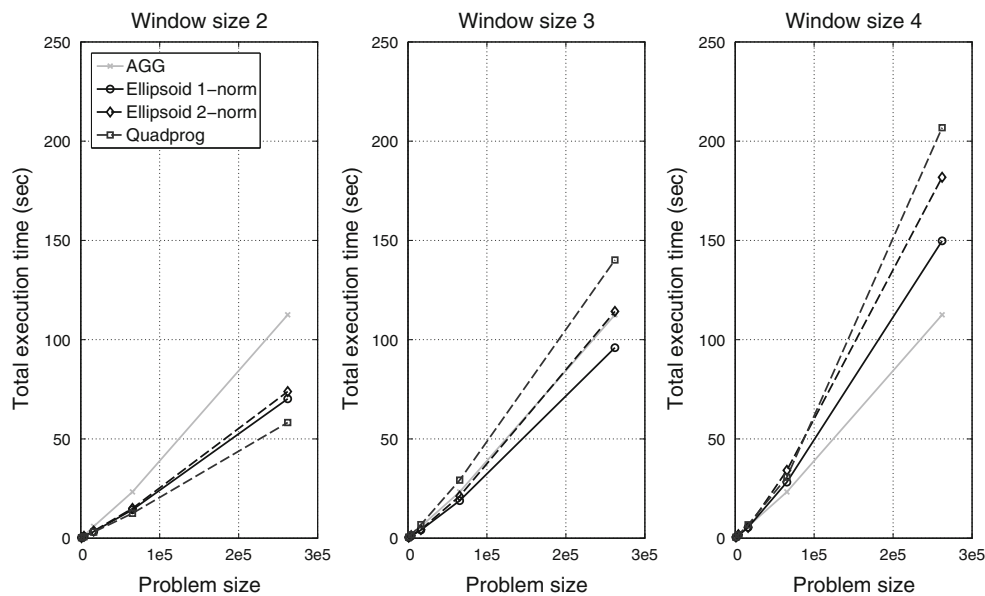 Window size 2
Window size 3
Window size 4
Total execution time (sec)
250
200
150
100
50
0
AGG
Ellipsoid 1−norm
Ellipsoid 2−norm
Quadprog
0 1e5 2e5 3e5
Problem size
Total execution time (sec)
250
200
150
100
50
0
0 1e5 2e5 3e5
Problem size
Total execution time (sec)
250
200
150
100
50
0
0 1e5 2e5 3e5
Problem size